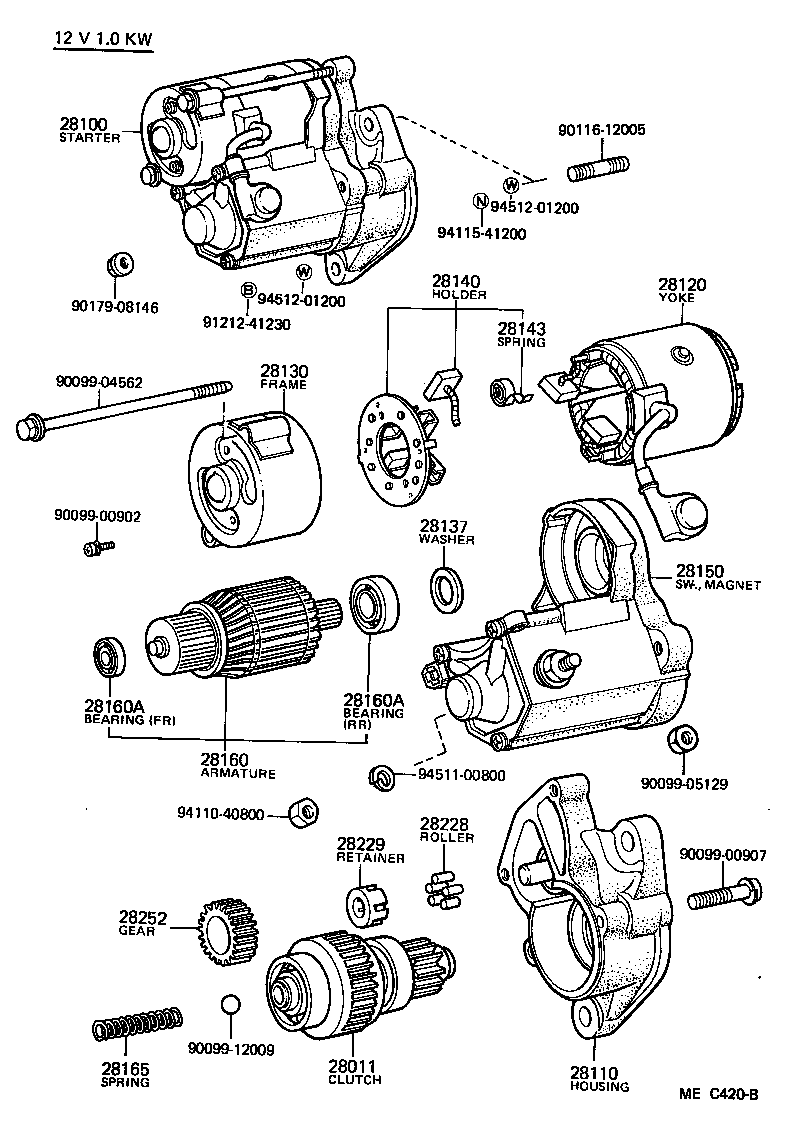 12 V 1.0 KW
28100
STARTER
90116-12005
W
94512-01200
N
94115-41200
90179-08146
W
B
94512-01200
91212-41230
28140
HOLDER
28120
YOKE
28143
SPRING
28130
FRAME
90099-04562
90099-00902
28137
WASHER
28150
SW., MAGNET
28160A
BEARING (FR)
28160A
BEARING
(RR)
28160
ARMATURE
94511-00800
90099-05129
94110-40800
28228
ROLLER
28229
RETAINER
90099-00907
28252
GEAR
90099-12009
28165
SPRING
28011
CLUTCH
28110
HOUSING
ME C420-B